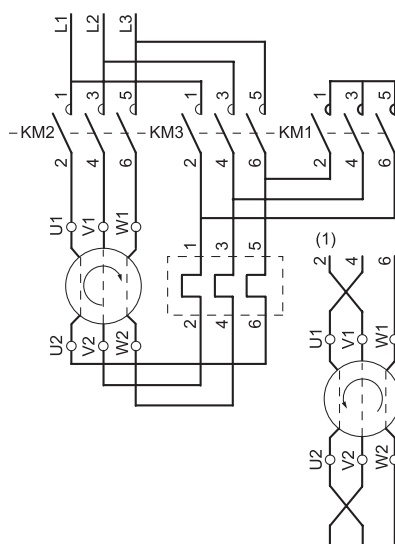 L1 L2 L3
1 3 5 1 3 5 1 3 5
KM2 KM3 KM1
2 4 6 2 4 6 2 4 6
U1 V1 W1
1 3 5
(1)
2 4 6
2 4 6
U2 V2 W2
U1 V1 W1
U2 V2 W2